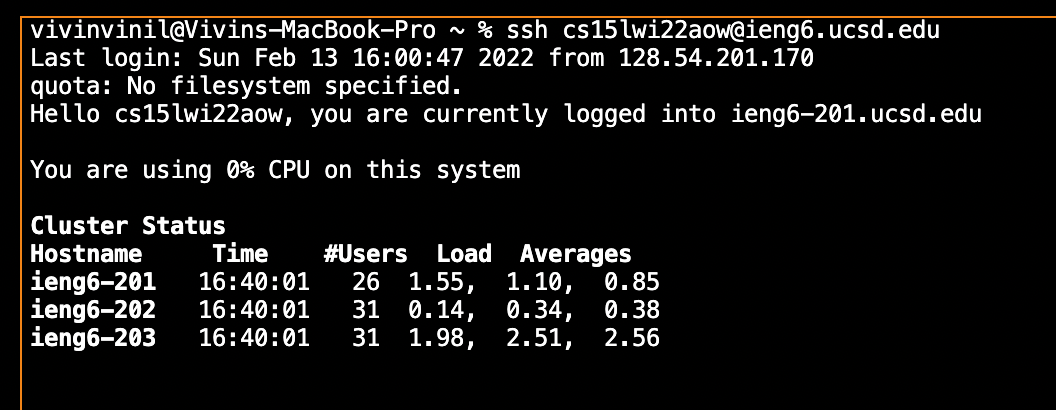 vivinvinil@Vivins-MacBook-Pro ~ % ssh cs15lwi22aow@ieng6.ucsd.edu
Last login: Sun Feb 13 16:00:47 2022 from 128.54.201.170
quota: No filesystem specified.
Hello cs15lwi22aow, you are currently logged into ieng6-201.ucsd.edu
You are using 0% CPU on this system
Cluster Status
Hostname     Time    #Users  Load  Averages
ieng6-201   16:40:01   26  1.55,  1.10,  0.85
ieng6-202   16:40:01   31  0.14,  0.34,  0.38
ieng6-203   16:40:01   31  1.98,  2.51,  2.56